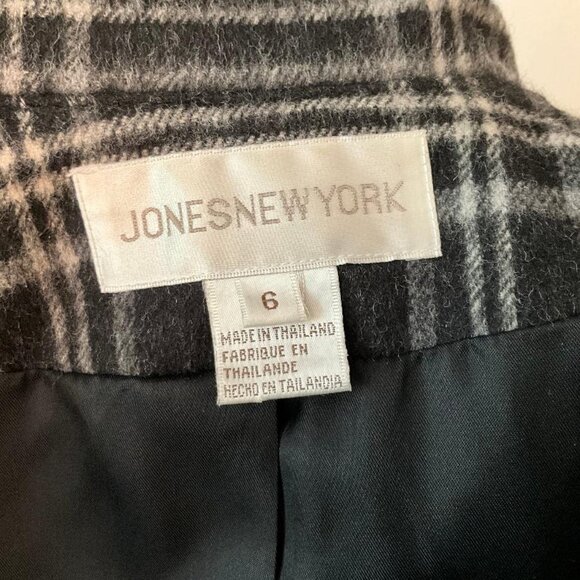 JONESNEWYORK
6
MADE IN THAILAND
FABRIQUE EN
THAILANDE
HECHO EN TAILANDIA